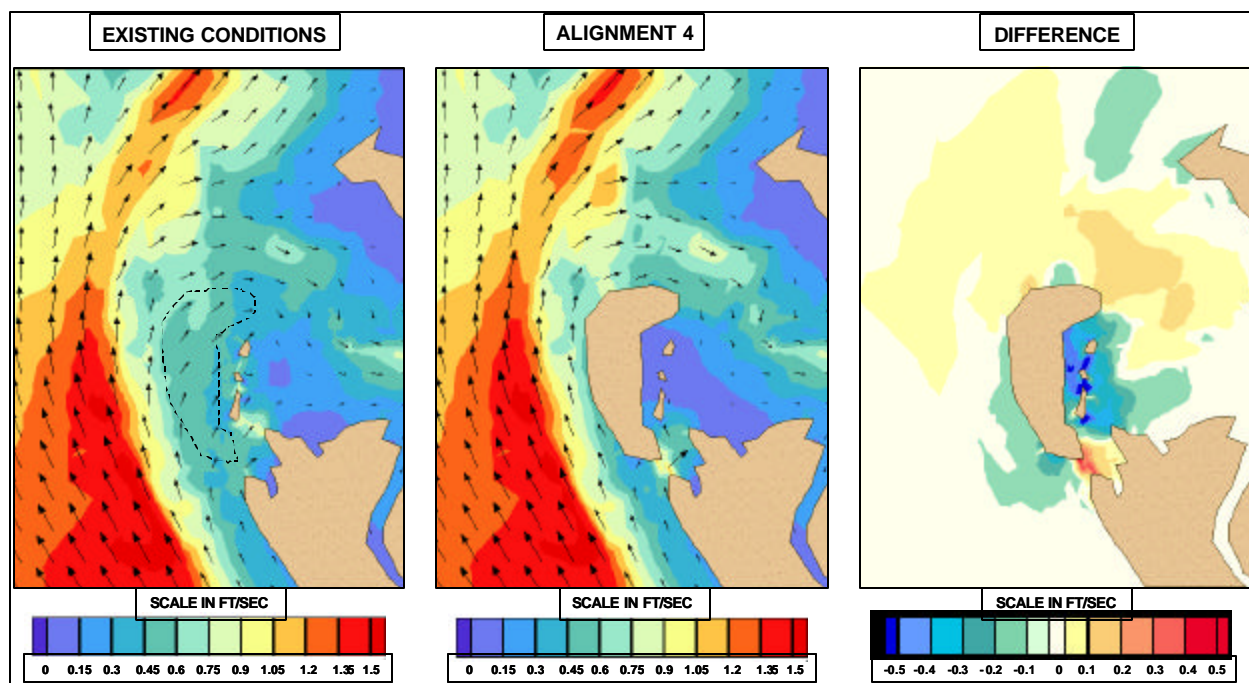 EXISTING CONDITIONS
ALIGNMENT 4
DIFFERENCE
SCALE IN FT/SEC
SCALE IN FT/SEC
SCALE IN FT/SEC
0 0.15 0.3 0.45 0.6 0.75 0.9 1.05 1.2 1.35 1.5
0 0.15 0.3 0.45 0.6 0.75 0.9 1.05 1.2 1.35 1.5
-0.5 -0.4 -0.3 -0.2 -0.1 0 0.1 0.2 0.3 0.4 0.5